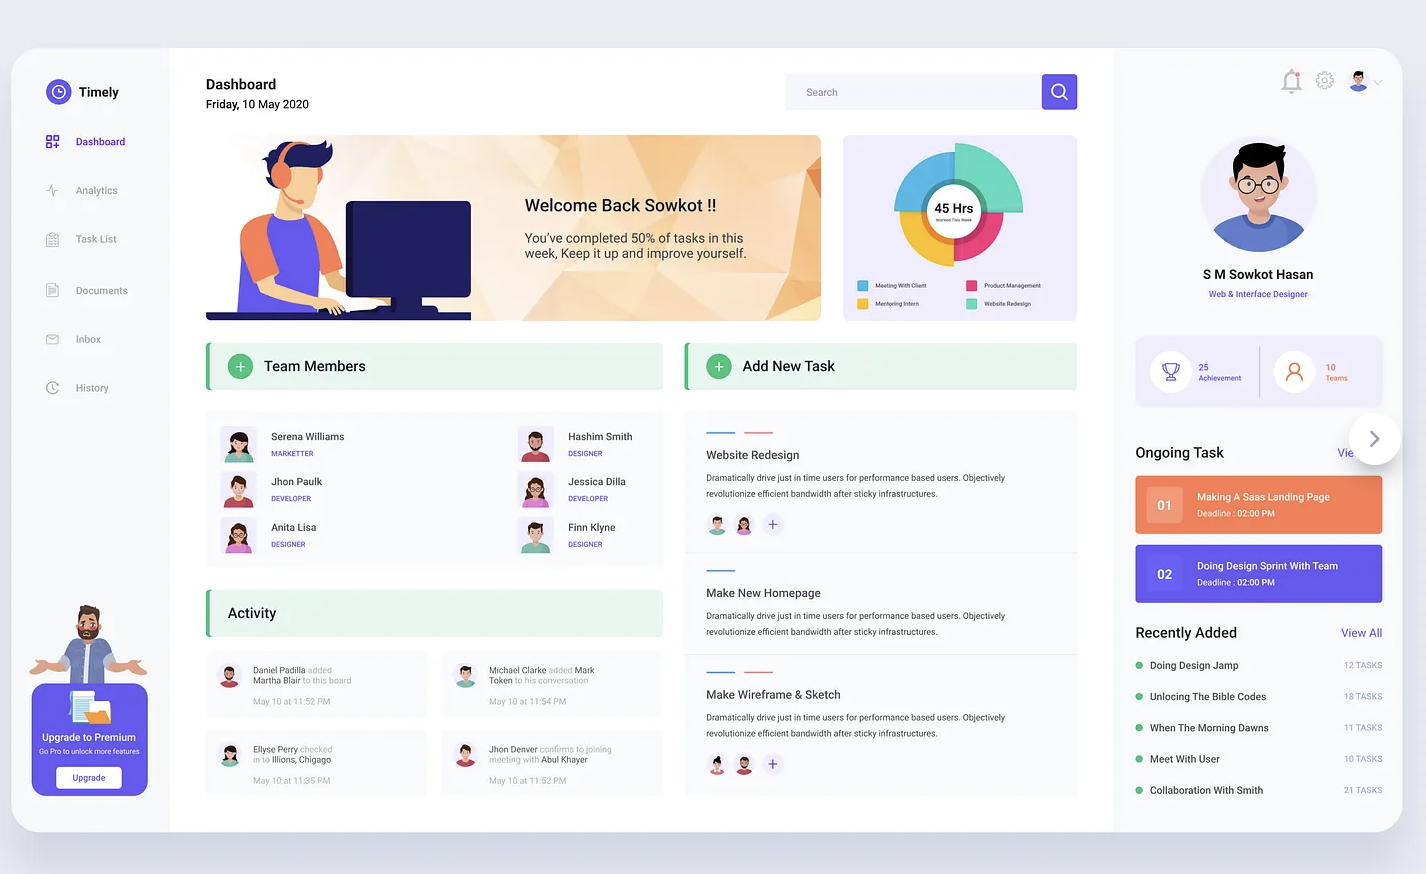 Timely
Dashboard
Analytics
Task List
Documents
Inbox
History
Upgrade to Premium
Go Pro to unlock more features
Upgrade
Dashboard
Friday, 10 May 2020
Search
Welcome Back Sowkot !!
You've completed 50% of tasks in this
week, Keep it up and improve yourself.
45 Hrs
Worked This Week
Meeting With Client
Product Management
Mentoring Intern
Website Redesign
Team Members
Serena Williams
MARKETTER
Hashim Smith
DESIGNER
Jhon Paulk
DEVELOPER
Jessica Dilla
DEVELOPER
Anita Lisa
DESIGNER
Finn Klyne
DESIGNER
Activity
Daniel Padilla added
Martha Blair to this board
May 10 at 11:52 PM
Michael Clarke added Mark
Token to his conversation
May 10 at 11:54 PM
Ellyse Perry checked
in to Illions, Chigago
May 10 at 11:35 PM
Jhon Denver confirms to joining
meeting with Abul Khayer
May 10 at 11:52 PM
Add New Task
Website Redesign
Dramatically drive just in time users for performance based users. Objectively
revolutionize efficient bandwidth after sticky infrastructures.
Make New Homepage
Dramatically drive just in time users for performance based users. Objectively
revolutionize efficient bandwidth after sticky infrastructures.
Make Wireframe & Sketch
Dramatically drive just in time users for performance based users. Objectively
revolutionize efficient bandwidth after sticky infrastructures.
S M Sowkot Hasan
Web & Interface Designer
25
Achievement
10
Teams
Ongoing Task
01
Making A Saas Landing Page
Deadline : 02:00 PM
02
Doing Design Sprint With Team
Deadline : 02:00 PM
Recently Added
View All
Doing Design Jamp
12 TASKS
Unlocing The Bible Codes
18 TASKS
When The Morning Dawns
11 TASKS
Meet With User
10 TASKS
Collaboration With Smith
21 TASKS